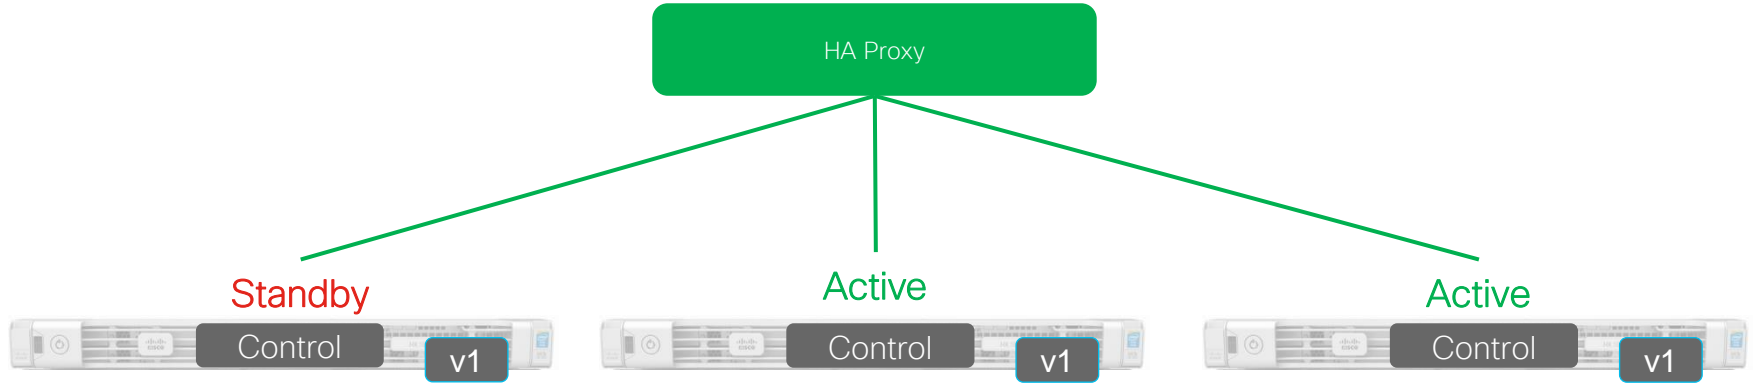 HA Proxy
Standby
Active
Active
Control
v1
Control
v1
Control
v1